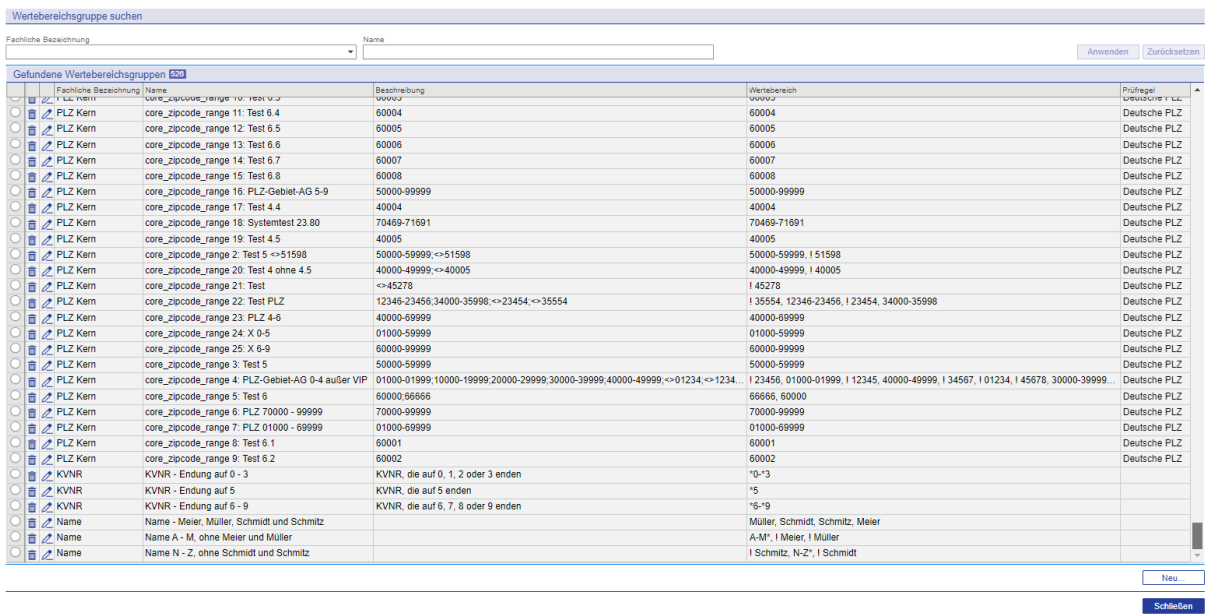 Wertebereichsgruppe suchen
Fachliche Bezeichnung Name
Anwenden Zurücksetzen
Gefundene Wertebereichsgruppen 526
Fachliche Bezeichnung Name Beschreibung Wertebereich Prüfregel
PLZ Kern core_zipcode_range 10: Test 6.3 60003 60003 Deutsche PLZ
PLZ Kern core_zipcode_range 11: Test 6.4 60004 60004 Deutsche PLZ
PLZ Kern core_zipcode_range 12: Test 6.5 60005 60005 Deutsche PLZ
PLZ Kern core_zipcode_range 13: Test 6.6 60006 60006 Deutsche PLZ
PLZ Kern core_zipcode_range 14: Test 6.7 60007 60007 Deutsche PLZ
PLZ Kern core_zipcode_range 15: Test 6.8 60008 60008 Deutsche PLZ
PLZ Kern core_zipcode_range 16: PLZ-Gebiet-AG 5-9 50000-99999 50000-99999 Deutsche PLZ
PLZ Kern core_zipcode_range 17: Test 4.4 40004 40004 Deutsche PLZ
PLZ Kern core_zipcode_range 18: Systemtest 23.80 70469-71691 70469-71691 Deutsche PLZ
PLZ Kern core_zipcode_range 19: Test 4.5 40005 40005 Deutsche PLZ
PLZ Kern core_zipcode_range 2: Test 5 <>51598 50000-59999;<>51598 50000-59999, ! 51598 Deutsche PLZ
PLZ Kern core_zipcode_range 20: Test 4 ohne 4.5 40000-49999;<>40005 40000-49999, ! 40005 Deutsche PLZ
PLZ Kern core_zipcode_range 21: Test <>45278 ! 45278 Deutsche PLZ
PLZ Kern core_zipcode_range 22: Test PLZ 12346-23456;34000-35998;<>23454;<>35554 ! 35554, 12346-23456, ! 23454, 34000-35998 Deutsche PLZ
PLZ Kern core_zipcode_range 23: PLZ 4-6 40000-69999 40000-69999 Deutsche PLZ
PLZ Kern core_zipcode_range 24: X 0-5 01000-59999 01000-59999 Deutsche PLZ
PLZ Kern core_zipcode_range 25: X 6-9 60000-99999 60000-99999 Deutsche PLZ
PLZ Kern core_zipcode_range 3: Test 5 50000-59999 50000-59999 Deutsche PLZ
PLZ Kern core_zipcode_range 4: PLZ-Gebiet-AG 0-4 außer VIP 01000-01999;10000-19999;20000-29999;30000-39999;40000-49999;<>01234;<>1234... ! 23456, 01000-01999, ! 12345, 40000-49999, ! 34567, ! 01234, ! 45678, 30000-39999... Deutsche PLZ
PLZ Kern core_zipcode_range 5: Test 6 60000;66666 66666, 60000 Deutsche PLZ
PLZ Kern core_zipcode_range 6: PLZ 70000 - 99999 70000-99999 70000-99999 Deutsche PLZ
PLZ Kern core_zipcode_range 7: PLZ 01000 - 69999 01000-69999 01000-69999 Deutsche PLZ
PLZ Kern core_zipcode_range 8: Test 6.1 60001 60001 Deutsche PLZ
PLZ Kern core_zipcode_range 9: Test 6.2 60002 60002 Deutsche PLZ
KVNR KVNR - Endung auf 0 - 3 KVNR, die auf 0, 1, 2 oder 3 enden *0-*3
KVNR KVNR - Endung auf 5 KVNR, die auf 5 enden *5
KVNR KVNR - Endung auf 6 - 9 KVNR, die auf 6, 7, 8 oder 9 enden *6-*9
Name Name - Meier, Müller, Schmidt und Schmitz Müller, Schmidt, Schmitz, Meier
Name Name A - M, ohne Meier und Müller A-M*, ! Meier, ! Müller
Name Name N - Z, ohne Schmidt und Schmitz ! Schmitz, N-Z*, ! Schmidt
Neu...
Schließen